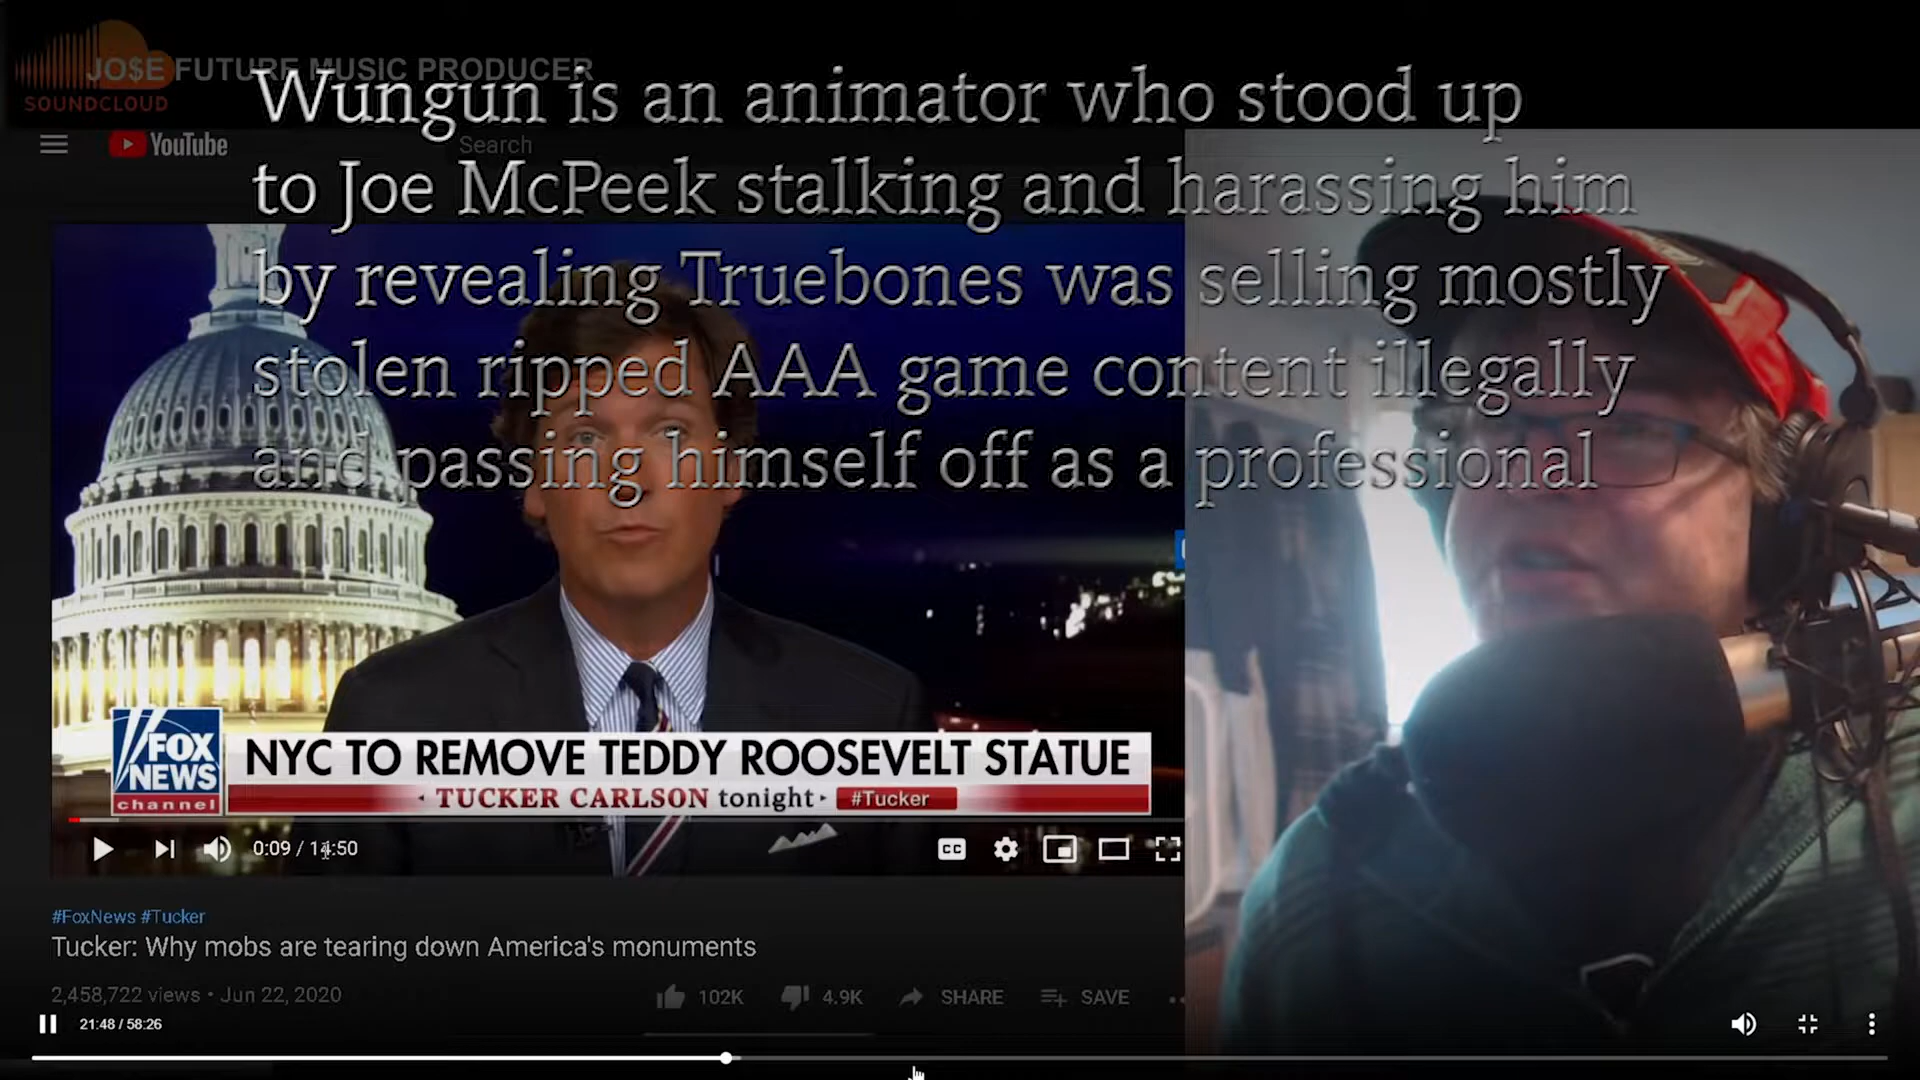 JO$E FUTURE MUSIC PRODUCER
SOUNDCLOUD
Wungun is an animator who stood up
to Joe McPeek stalking and harassing him
by revealing Truebones was selling mostly
stolen ripped AAA game content illegally
and passing himself off as a professional
YouTube
Search
FOX
NEWS
channel
NYC TO REMOVE TEDDY ROOSEVELT STATUE
TUCKER CARLSON tonight #Tucker
0:09 / 14:50
CC
#FoxNews #Tucker
Tucker: Why mobs are tearing down America's monuments
2,458,722 views • Jun 22, 2020
102K 4.9K SHARE SAVE
21:48 / 58:26